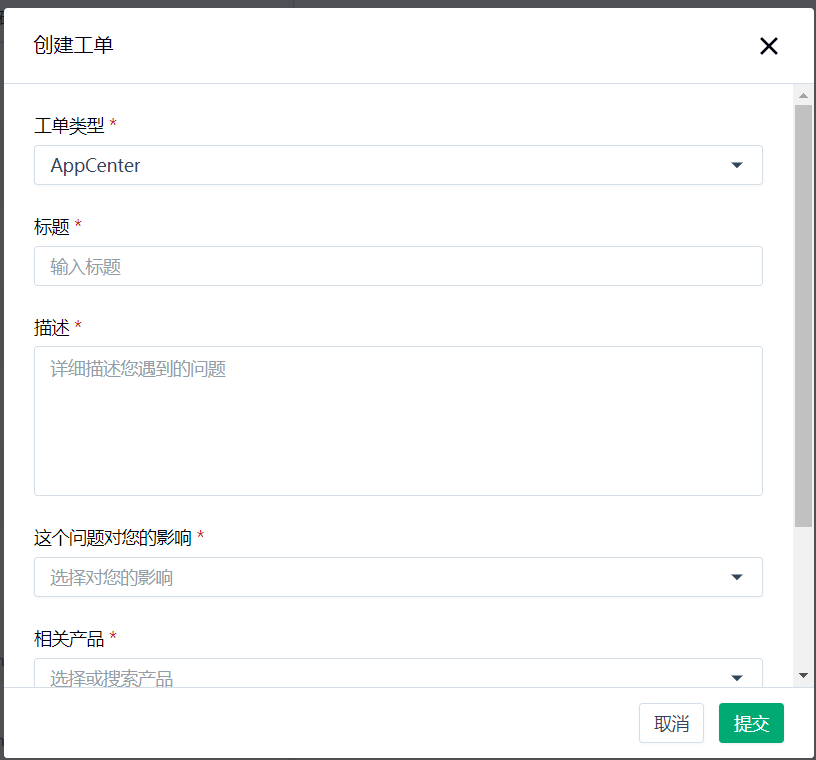 创建工单
工单类型 *
AppCenter
标题 *
输入标题
描述 *
详细描述您遇到的问题
这个问题对您的影响 *
选择对您的影响
相关产品 *
选择或搜索产品
取消 提交